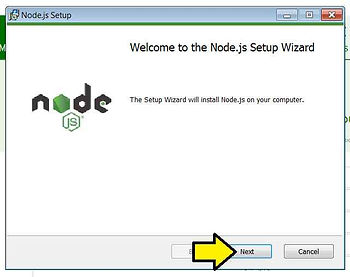 Node.js Setup
Welcome to the Node.js Setup Wizard
node
JS
The Setup Wizard will install Node.js on your computer.
Next
Cancel